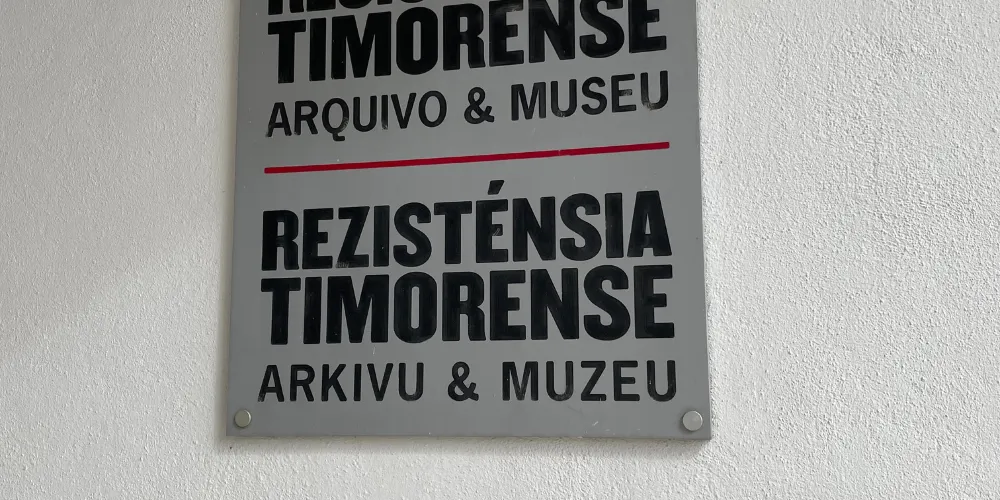 TIMORENSE
ARQUIVO & MUSEU
REZISTÉNSIA
TIMORENSE
ARKIVU & MUZEU